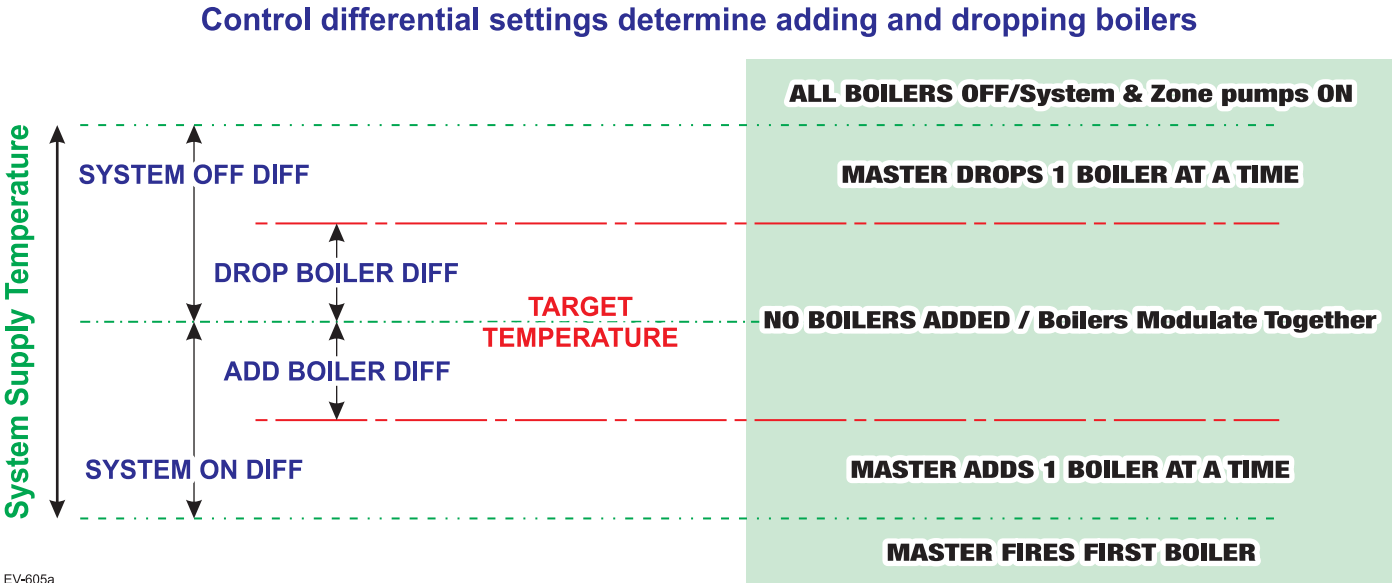 Control differential settings determine adding and dropping boilers
System Supply Temperature
ALL BOILERS OFF/System & Zone pumps ON
SYSTEM OFF DIFF
MASTER DROPS 1 BOILER AT A TIME
DROP BOILER DIFF
TARGET
TEMPERATURE
NO BOILERS ADDED / Boilers Modulate Together
ADD BOILER DIFF
SYSTEM ON DIFF
MASTER ADDS 1 BOILER AT A TIME
MASTER FIRES FIRST BOILER
EV-605a